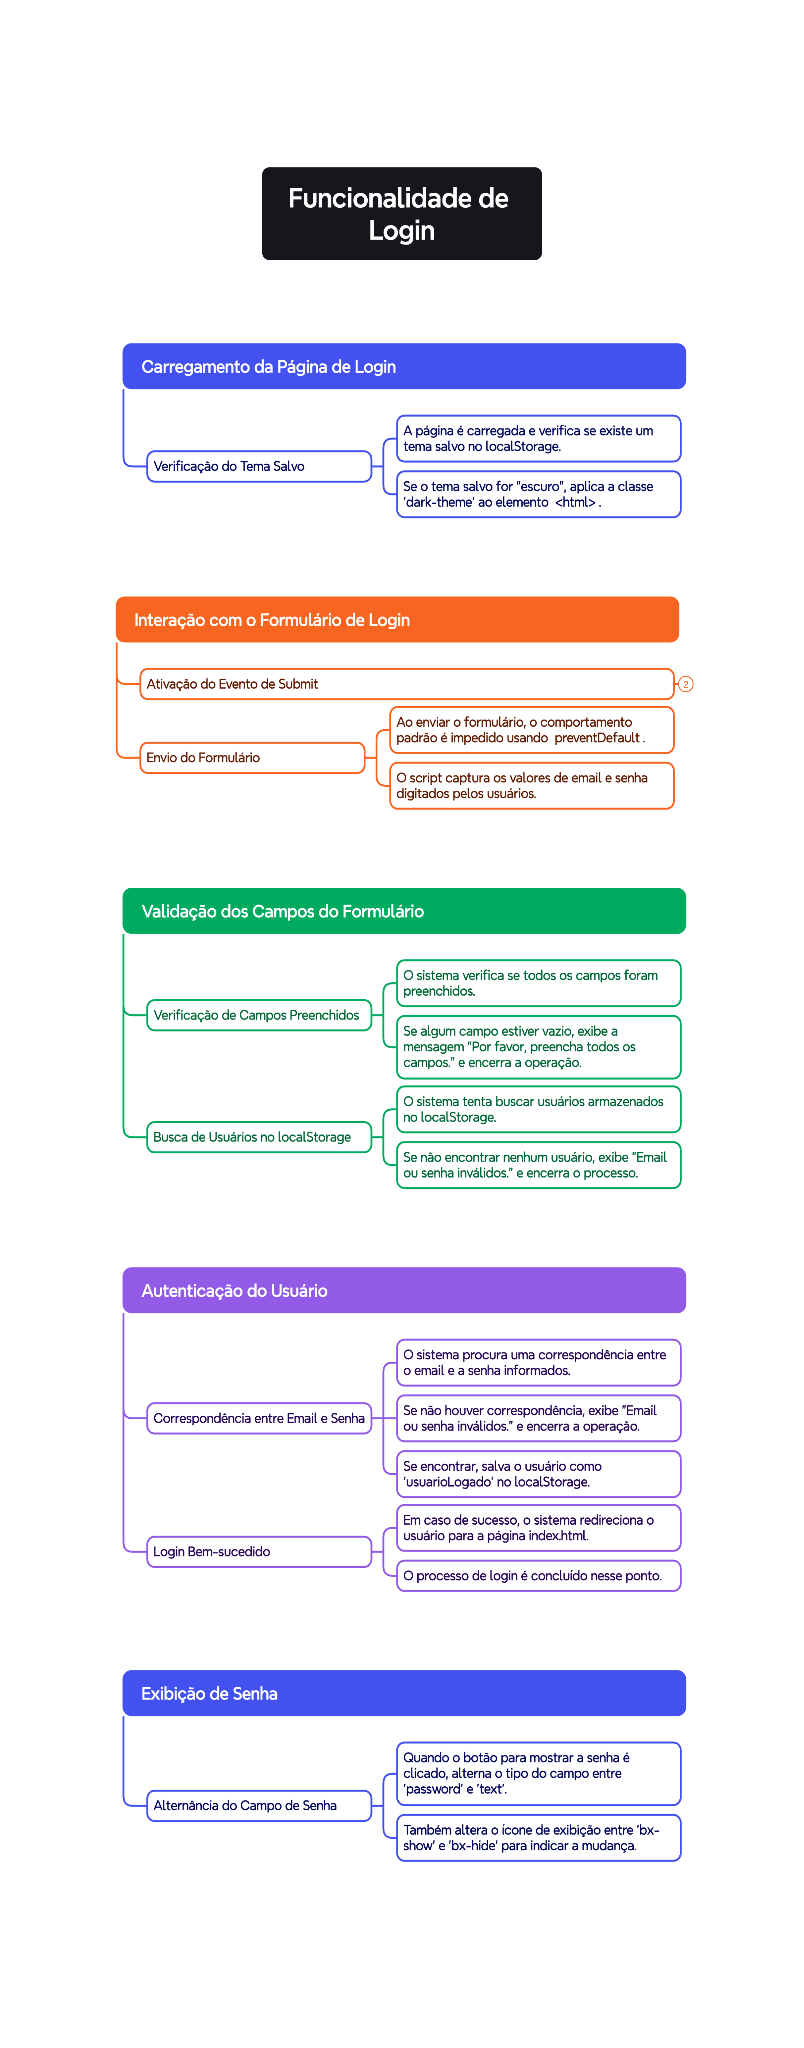 Funcionalidade de
Login
Carregamento da Página de Login
Verificação do Tema Salvo
A página é carregada e verifica se existe um
tema salvo no localStorage.
Se o tema salvo for "escuro", aplica a classe
'dark-theme' ao elemento <html> .
Interação com o Formulário de Login
Ativação do Evento de Submit
2
Envio do Formulário
Ao enviar o formulário, o comportamento
padrão é impedido usando preventDefault .
O script captura os valores de email e senha
digitados pelos usuários.
Validação dos Campos do Formulário
Verificação de Campos Preenchidos
O sistema verifica se todos os campos foram
preenchidos.
Se algum campo estiver vazio, exibe a
mensagem "Por favor, preencha todos os
campos." e encerra a operação.
Busca de Usuários no localStorage
O sistema tenta buscar usuários armazenados
no localStorage.
Se não encontrar nenhum usuário, exibe "Email
ou senha inválidos." e encerra o processo.
Autenticação do Usuário
Correspondência entre Email e Senha
O sistema procura uma correspondência entre
o email e a senha informados.
Se não houver correspondência, exibe "Email
ou senha inválidos." e encerra a operação.
Se encontrar, salva o usuário como
'usuarioLogado' no localStorage.
Login Bem-sucedido
Em caso de sucesso, o sistema redireciona o
usuário para a página index.html.
O processo de login é concluído nesse ponto.
Exibição de Senha
Alternância do Campo de Senha
Quando o botão para mostrar a senha é
clicado, alterna o tipo do campo entre
'password' e 'text'.
Também altera o ícone de exibição entre 'bx-
show' e 'bx-hide' para indicar a mudança.